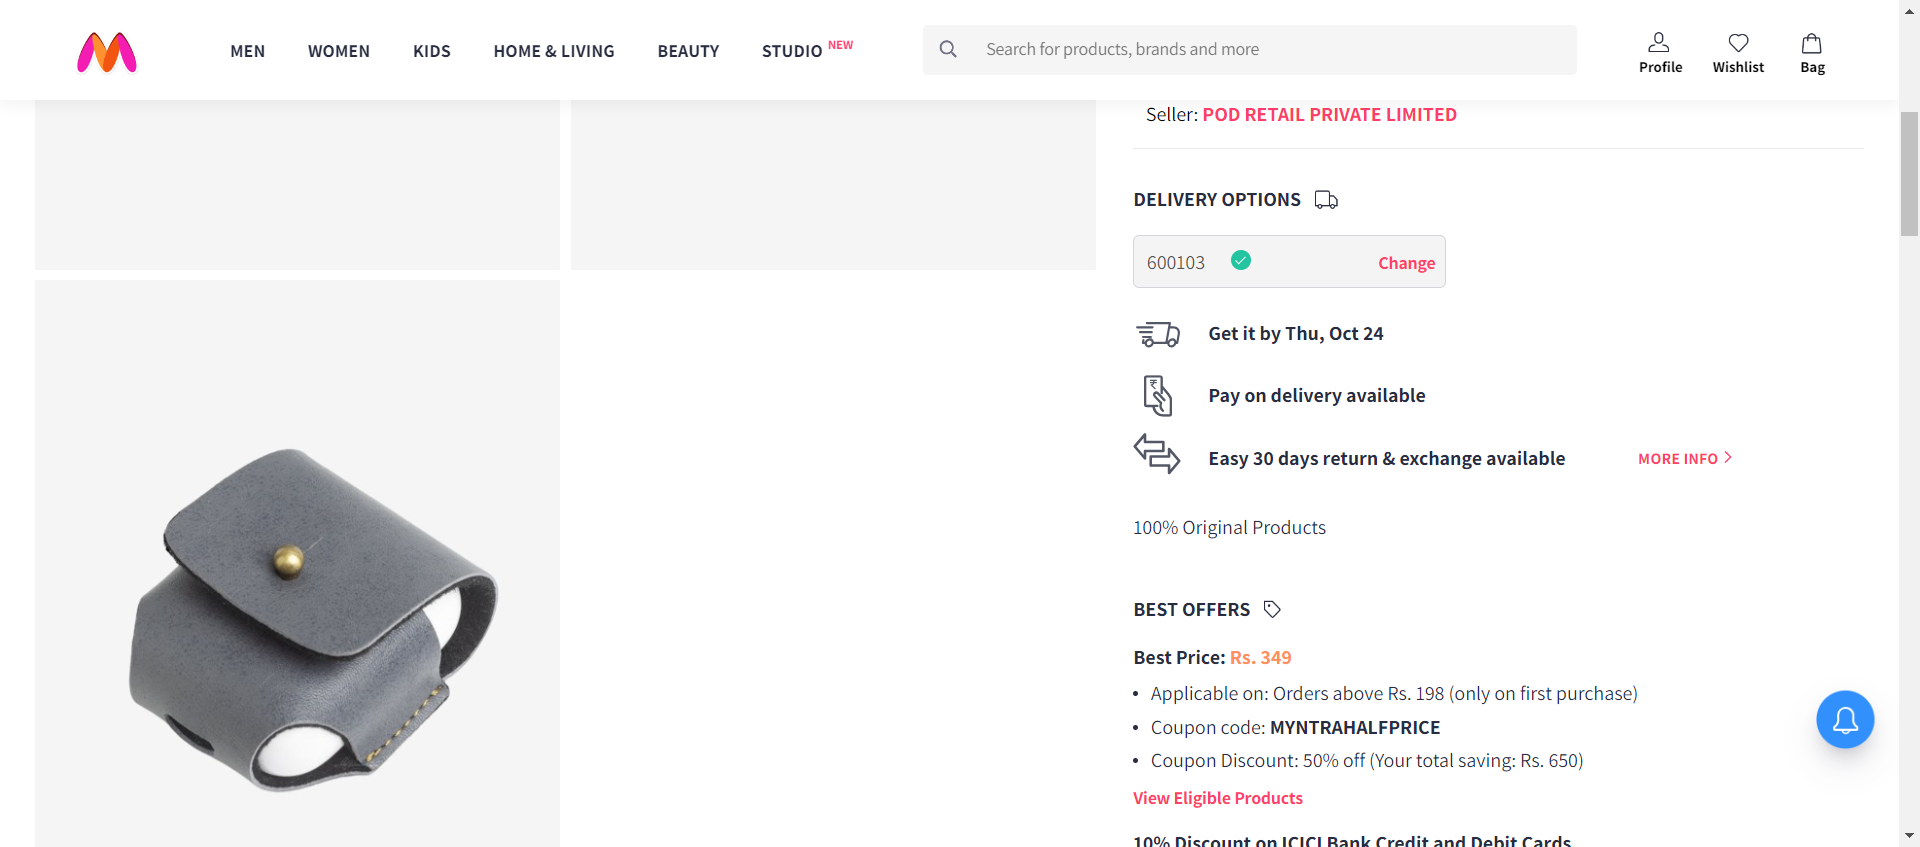 MEN WOMEN KIDS HOME & LIVING BEAUTY STUDIO NEW Search for products, brands and more Profile Wishlist Bag
Seller: POD RETAIL PRIVATE LIMITED
DELIVERY OPTIONS
600103 Change
Get it by Thu, Oct 24
₹
Pay on delivery available
Easy 30 days return & exchange available MORE INFO
100% Original Products
BEST OFFERS
Best Price: Rs. 349
• Applicable on: Orders above Rs. 198 (only on first purchase)
• Coupon code: MYNTRAHALFPRICE
• Coupon Discount: 50% off (Your total saving: Rs. 650)
View Eligible Products
10% Discount on ICICI Bank Credit and Debit Cards